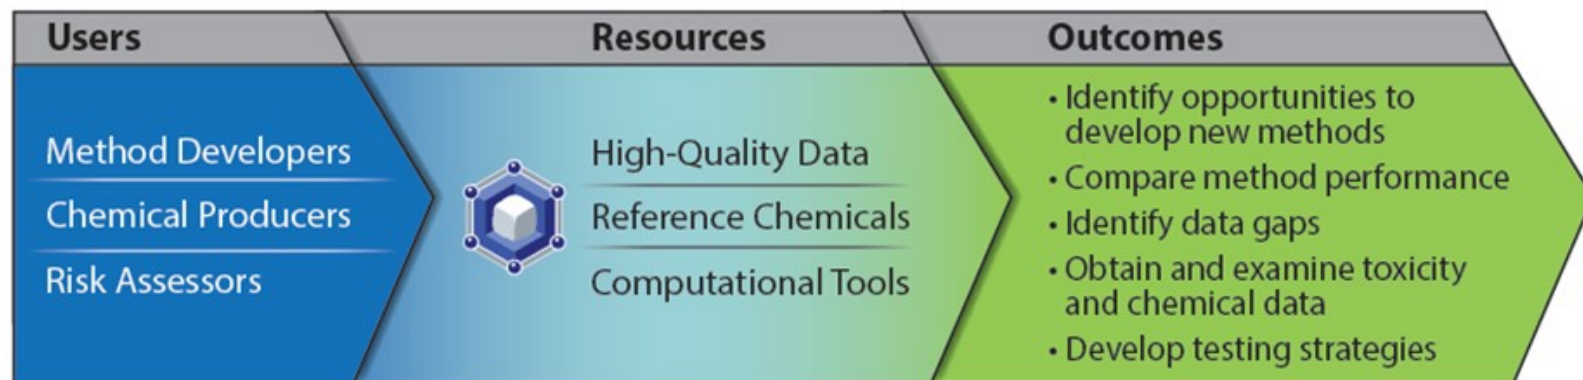 Users
Method Developers
Chemical Producers
Risk Assessors
Resources
High-Quality Data
Reference Chemicals
Computational Tools
Outcomes
• Identify opportunities to
develop new methods
• Compare method performance
• Identify data gaps
• Obtain and examine toxicity
and chemical data
• Develop testing strategies